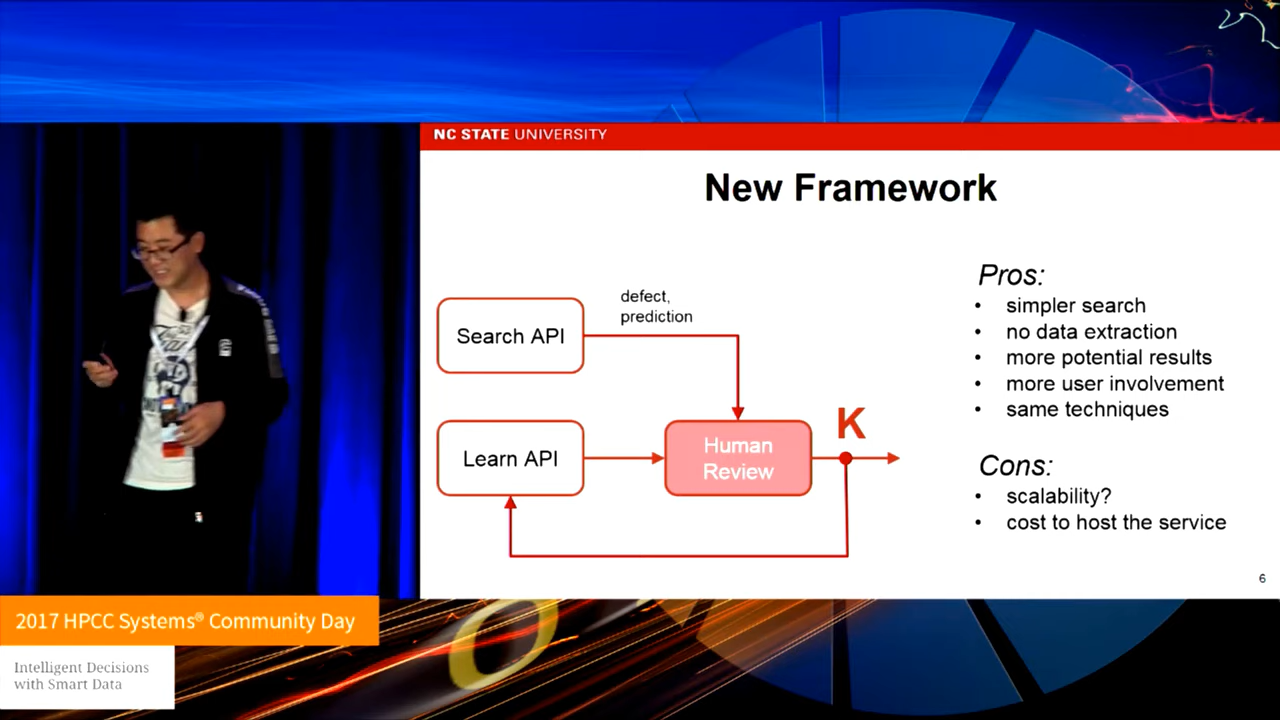 NC STATE UNIVERSITY
New Framework
defect,
prediction
Search API
Learn API
Human
Review
K
Pros:
• simpler search
• no data extraction
• more potential results
• more user involvement
• same techniques
Cons:
• scalability?
• cost to host the service
6
2017 HPCC Systems® Community Day
Intelligent Decisions
with Smart Data